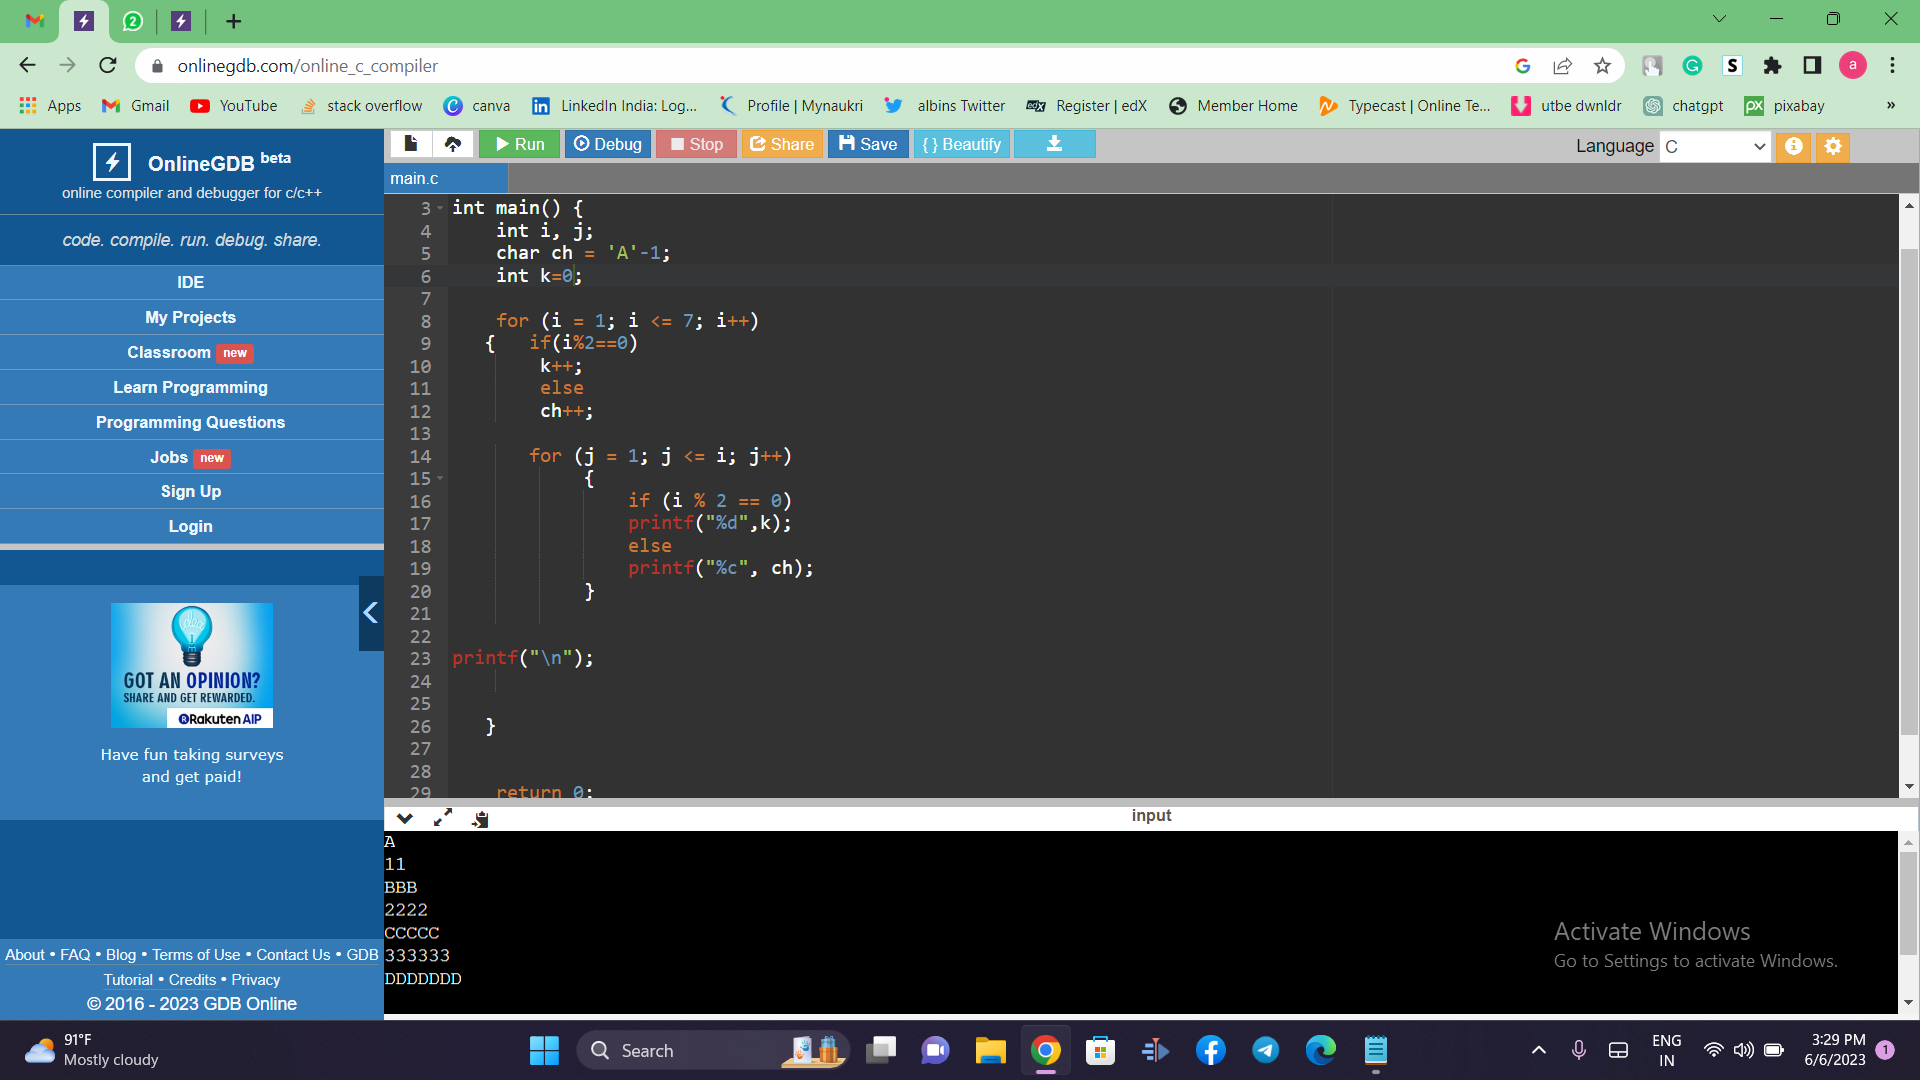 2
onlinegdb.com/online_c_compiler
a
Apps Gmail YouTube stack overflow canva LinkedIn India: Log... Profile | Mynaukri albins Twitter edX Register | edX Member Home Typecast | Online Te... utbe dwnldr chatgpt px pixabay »
OnlineGDB beta
online compiler and debugger for c/c++
code. compile. run. debug. share.
IDE
My Projects
Classroom new
Learn Programming
Programming Questions
Jobs new
Sign Up
Login
GOT AN OPINION?
SHARE AND GET REWARDED.
Rakuten AIP
Have fun taking surveys
and get paid!
About • FAQ • Blog • Terms of Use • Contact Us • GDB
Tutorial • Credits • Privacy
© 2016 - 2023 GDB Online
Run Debug Stop Share Save { } Beautify
Language C
main.c
3 int main() {
4 int i, j;
5 char ch = 'A'-1;
6 int k=0;
7
8 for (i = 1; i <= 7; i++)
9 { if(i%2==0)
10 k++;
11 else
12 ch++;
13
14 for (j = 1; j <= i; j++)
15 {
16 if (i % 2 == 0)
17 printf("%d",k);
18 else
19 printf("%c", ch);
20 }
21
22
23 printf("\n");
24
25
26 }
27
28
29 return 0;
input
A
11
BBB
2222
CCCCC
333333
DDDDDDD
Activate Windows
Go to Settings to activate Windows.
91°F
Mostly cloudy
Search
ENG
IN
3:29 PM
6/6/2023
1